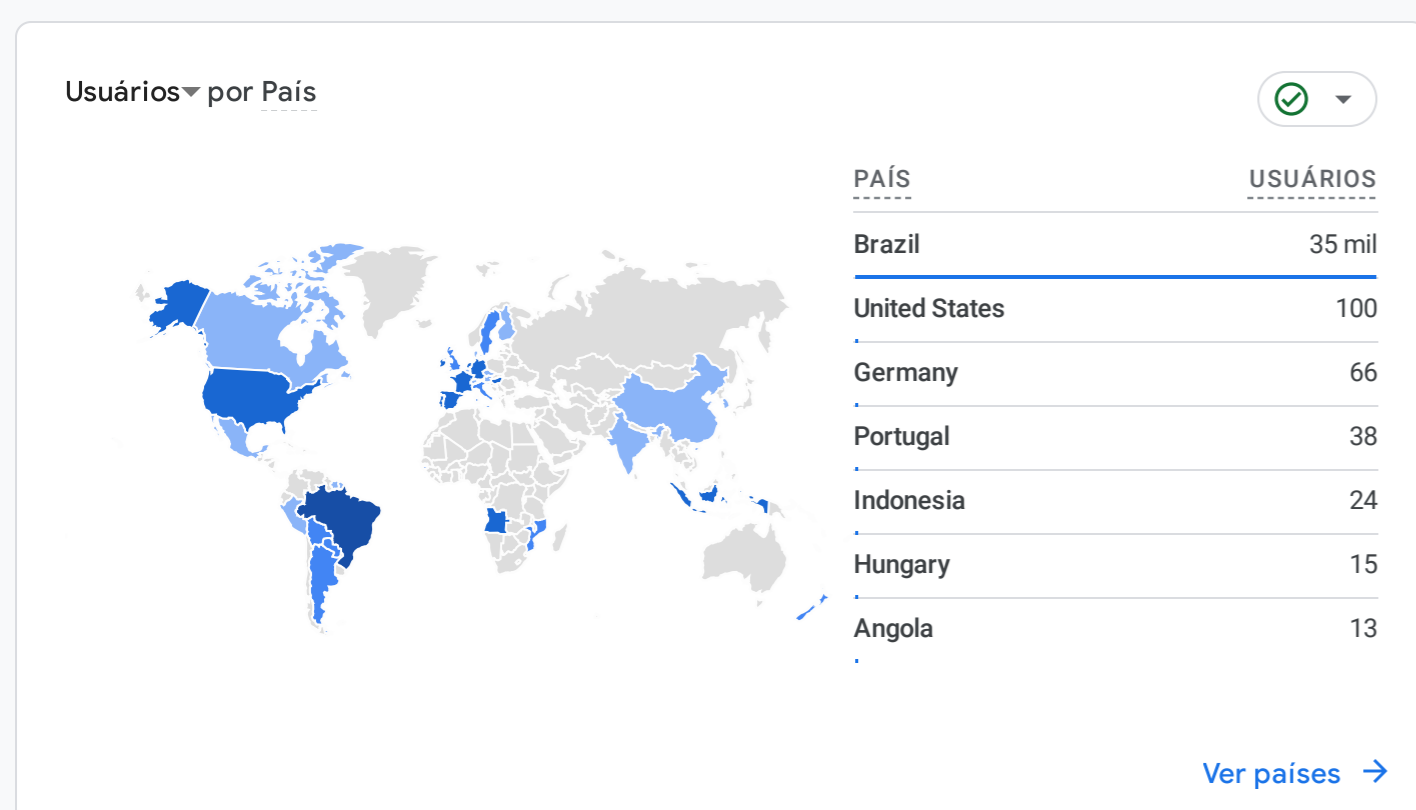 Usuários por País
PAÍS USUÁRIOS
Brazil 35 mil
United States 100
Germany 66
Portugal 38
Indonesia 24
Hungary 15
Angola 13
Ver países